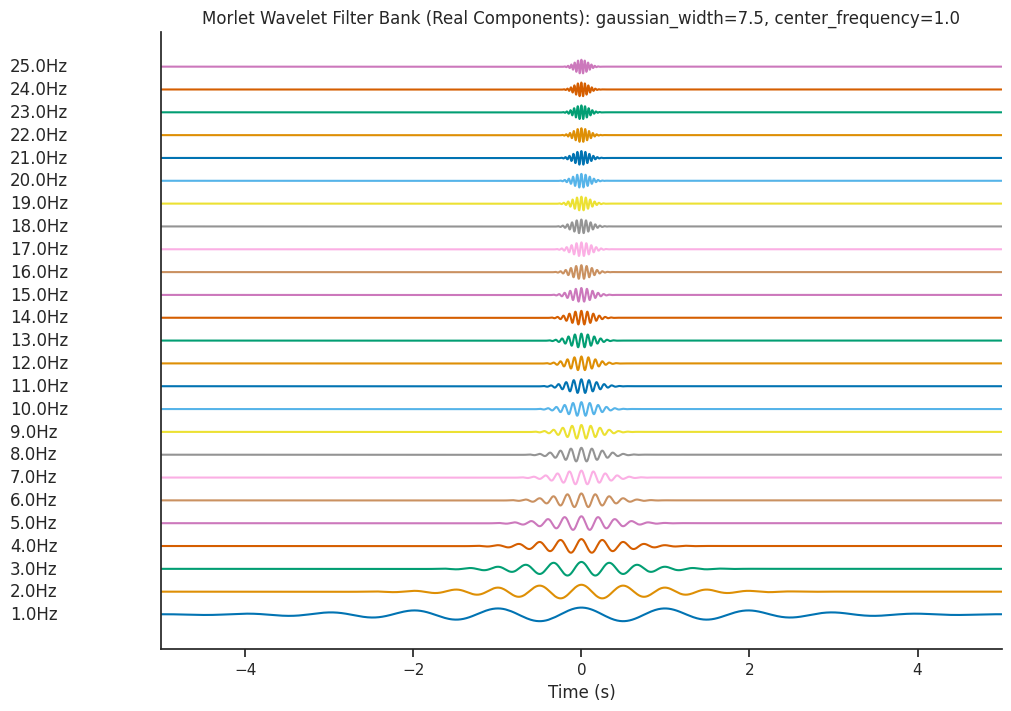 Morlet Wavelet Filter Bank (Real Components): gaussian_width=7.5, center_frequency=1.0
25.0Hz
24.0Hz
23.0Hz
22.0Hz
21.0Hz
20.0Hz
19.0Hz
18.0Hz
17.0Hz
16.0Hz
15.0Hz
14.0Hz
13.0Hz
12.0Hz
11.0Hz
10.0Hz
9.0Hz
8.0Hz
7.0Hz
6.0Hz
5.0Hz
4.0Hz
3.0Hz
2.0Hz
1.0Hz
−4 −2 0 2 4
Time (s)